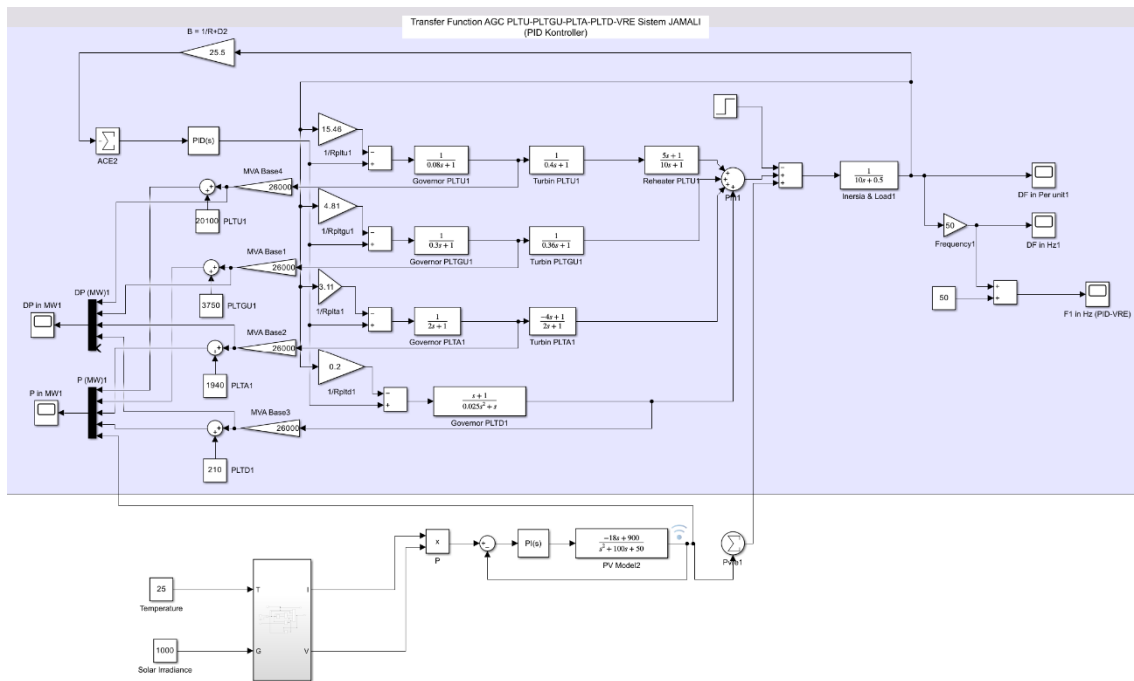 Transfer Function AGC PLTU-PLTGU-PLTA-PLTD-VRE Sistem JAMALI
(PID Kontroller)
B = 1/R+D2
25.5
ACE2
PID(s)
15.46
1/Rpltu1
1
0.08s + 1
Governor PLTU1
1
0.4s + 1
Turbin PLTU1
5s + 1
10s + 1
Reheater PLTU1
1
10s + 0.5
Inersia & Load1
DF in Per unit1
MVA Base4
26000
20100
PLTU1
4.81
1/Rpltgu1
1
0.3s + 1
Governor PLTGU1
1
0.36s + 1
Turbin PLTGU1
50
Frequency1
DF in Hz1
50
F1 in Hz (PID-VRE)
MVA Base1
26000
3750
PLTGU1
3.11
1/Rplta1
1
2s + 1
Governor PLTA1
-4s + 1
2s + 1
Turbin PLTA1
DP (MW)1
DP in MW1
MVA Base2
26000
1940
PLTA1
0.2
1/Rpltd1
s + 1
0.025s² + s
Governor PLTD1
P (MW)1
P in MW1
MVA Base3
26000
210
PLTD1
x
P
PI(s)
-18s + 900
s² + 100s + 50
PV Model2
25
Temperature
1000
Solar Irradiance
T
G
I
V